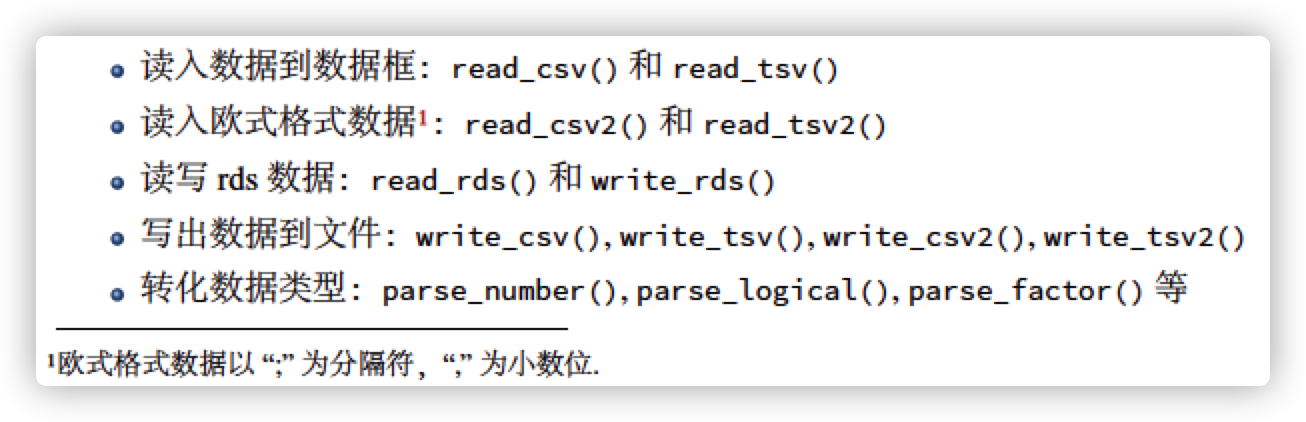 • 读入数据到数据框：read_csv() 和 read_tsv()
• 读入欧式格式数据¹：read_csv2() 和 read_tsv2()
• 读写 rds 数据：read_rds() 和 write_rds()
• 写出数据到文件：write_csv(), write_tsv(), write_csv2(), write_tsv2()
• 转化数据类型：parse_number(), parse_logical(), parse_factor() 等
¹欧式格式数据以 “;” 为分隔符，“,” 为小数位.